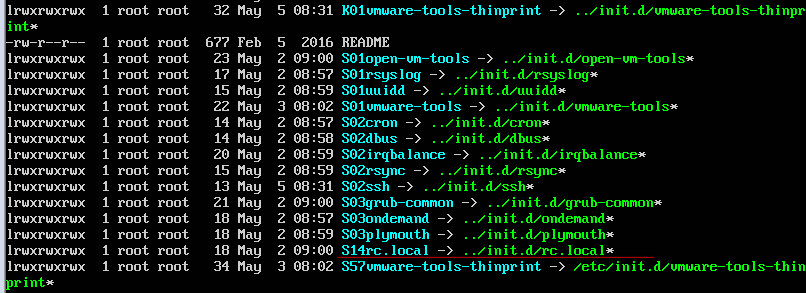 lrwxrwxrwx 1 root root 32 May 5 08:31 K01vmware-tools-thinprint -> ../init.d/vmware-tools-thinpr
int*
-rw-r--r-- 1 root root 677 Feb 5 2016 README
lrwxrwxrwx 1 root root 23 May 2 09:00 S01open-vm-tools -> ../init.d/open-vm-tools*
lrwxrwxrwx 1 root root 17 May 2 08:57 S01rsyslog -> ../init.d/rsyslog*
lrwxrwxrwx 1 root root 15 May 2 08:59 S01uuidd -> ../init.d/uuidd*
lrwxrwxrwx 1 root root 22 May 3 08:02 S01vmware-tools -> ../init.d/vmware-tools*
lrwxrwxrwx 1 root root 14 May 2 08:57 S02cron -> ../init.d/cron*
lrwxrwxrwx 1 root root 14 May 2 08:58 S02dbus -> ../init.d/dbus*
lrwxrwxrwx 1 root root 20 May 2 08:59 S02irqbalance -> ../init.d/irqbalance*
lrwxrwxrwx 1 root root 15 May 2 08:59 S02rsync -> ../init.d/rsync*
lrwxrwxrwx 1 root root 13 May 5 08:31 S02ssh -> ../init.d/ssh*
lrwxrwxrwx 1 root root 21 May 2 09:00 S03grub-common -> ../init.d/grub-common*
lrwxrwxrwx 1 root root 18 May 2 08:57 S03ondemand -> ../init.d/ondemand*
lrwxrwxrwx 1 root root 18 May 2 08:59 S03plymouth -> ../init.d/plymouth*
lrwxrwxrwx 1 root root 18 May 2 09:00 S14rc.local -> ../init.d/rc.local*
lrwxrwxrwx 1 root root 34 May 3 08:02 S57vmware-tools-thinprint -> /etc/init.d/vmware-tools-thin
print*